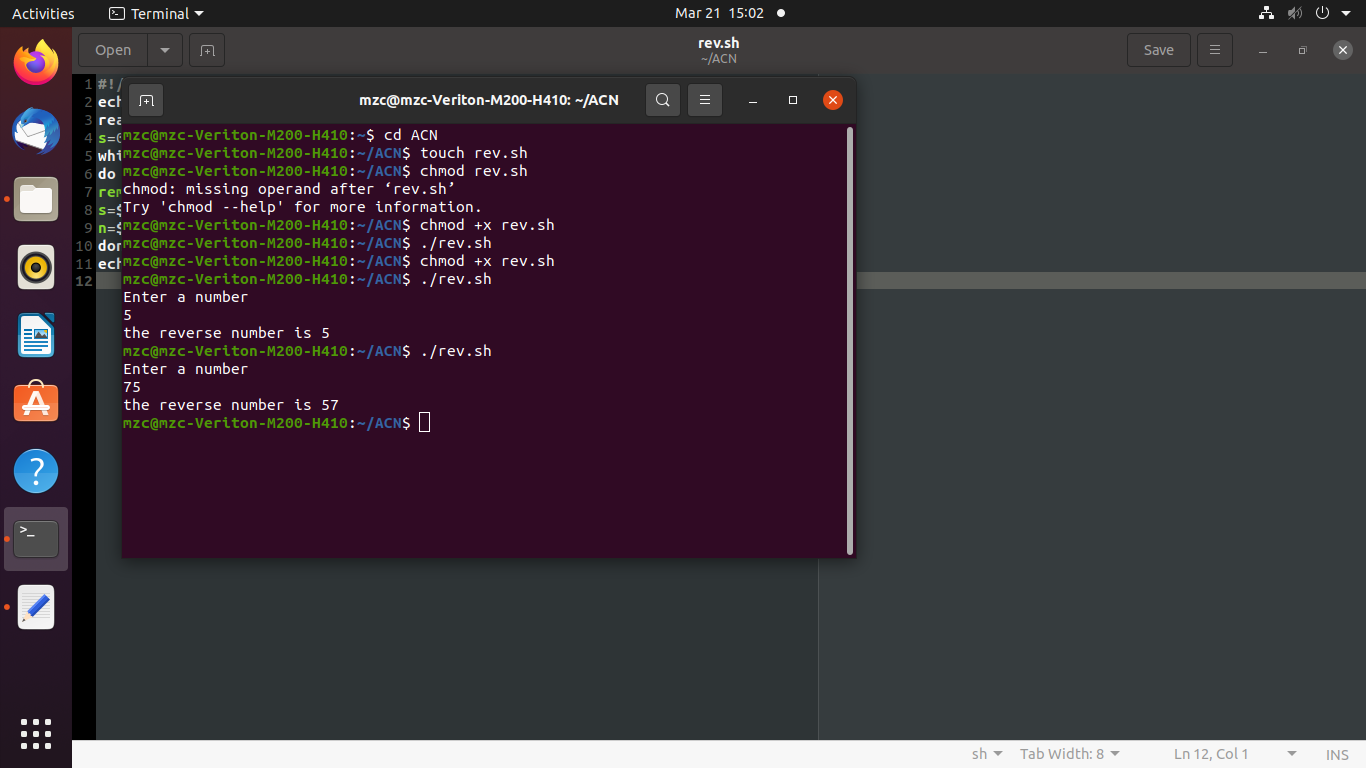 Activities
Terminal
Mar 21 15:02
Open
rev.sh
~/ACN
Save
1 #!/
2 ech
3 rea
4 s=0
5 whi
6 do
7 rem
8 s=$
9 n=$
10 don
11 ech
12
mzc@mzc-Veriton-M200-H410: ~/ACN
mzc@mzc-Veriton-M200-H410:~$ cd ACN
mzc@mzc-Veriton-M200-H410:~/ACN$ touch rev.sh
mzc@mzc-Veriton-M200-H410:~/ACN$ chmod rev.sh
chmod: missing operand after ‘rev.sh’
Try 'chmod --help' for more information.
mzc@mzc-Veriton-M200-H410:~/ACN$ chmod +x rev.sh
mzc@mzc-Veriton-M200-H410:~/ACN$ ./rev.sh
mzc@mzc-Veriton-M200-H410:~/ACN$ chmod +x rev.sh
mzc@mzc-Veriton-M200-H410:~/ACN$ ./rev.sh
Enter a number
5
the reverse number is 5
mzc@mzc-Veriton-M200-H410:~/ACN$ ./rev.sh
Enter a number
75
the reverse number is 57
mzc@mzc-Veriton-M200-H410:~/ACN$
sh
Tab Width: 8
Ln 12, Col 1
INS